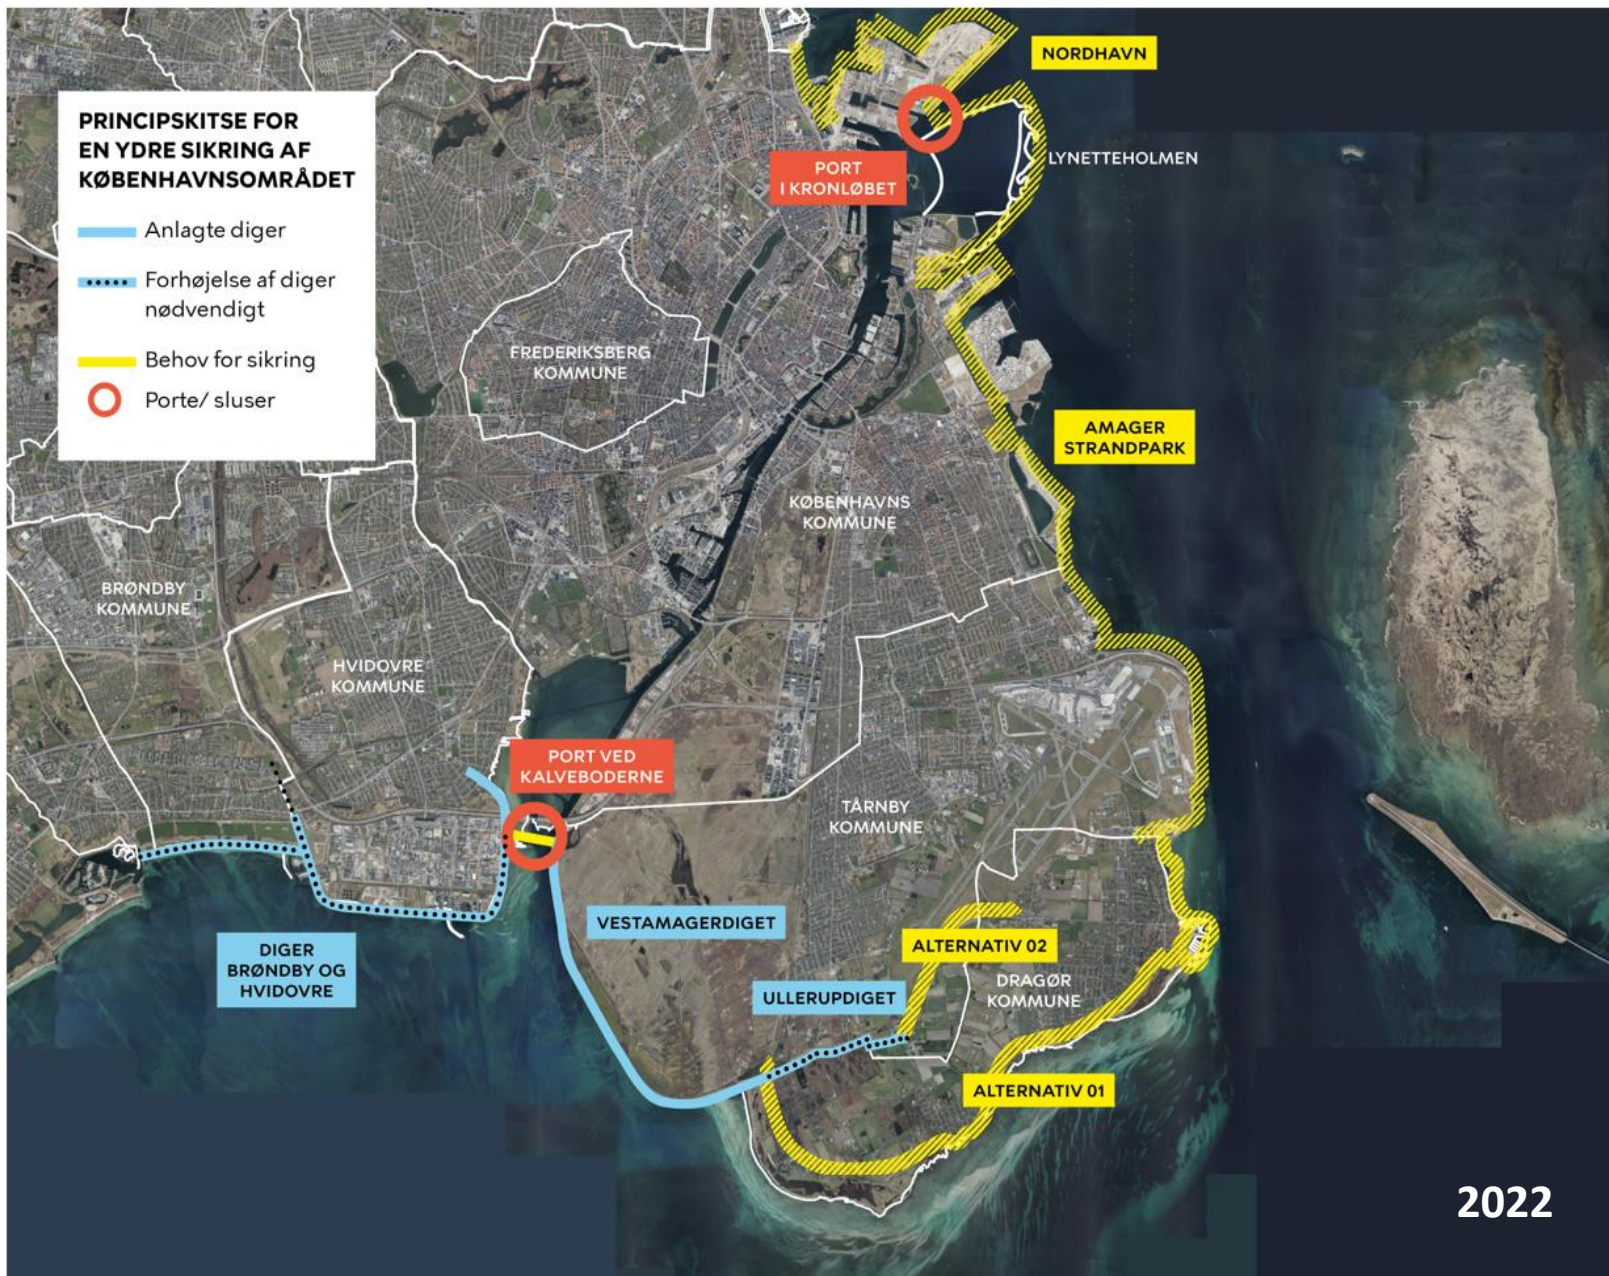 PRINCIPSKITSE FOR
EN YDRE SIKRING AF
KØBENHAVNSOMRÅDET
Anlagte diger
Forhøjelse af diger
nødvendigt
Behov for sikring
Porte/ sluser
NORDHAVN
PORT
I KRONLØBET
LYNETTEHOLMEN
FREDERIKSBERG
KOMMUNE
AMAGER
STRANDPARK
KØBENHAVNS
KOMMUNE
BRØNDBY
KOMMUNE
HVIDOVRE
KOMMUNE
PORT VED
KALVEBODERNE
TÅRNBY
KOMMUNE
VESTAMAGERDIGET
DIGER
BRØNDBY OG
HVIDOVRE
ALTERNATIV 02
ULLERUPDIGET
DRAGØR
KOMMUNE
ALTERNATIV 01
2022